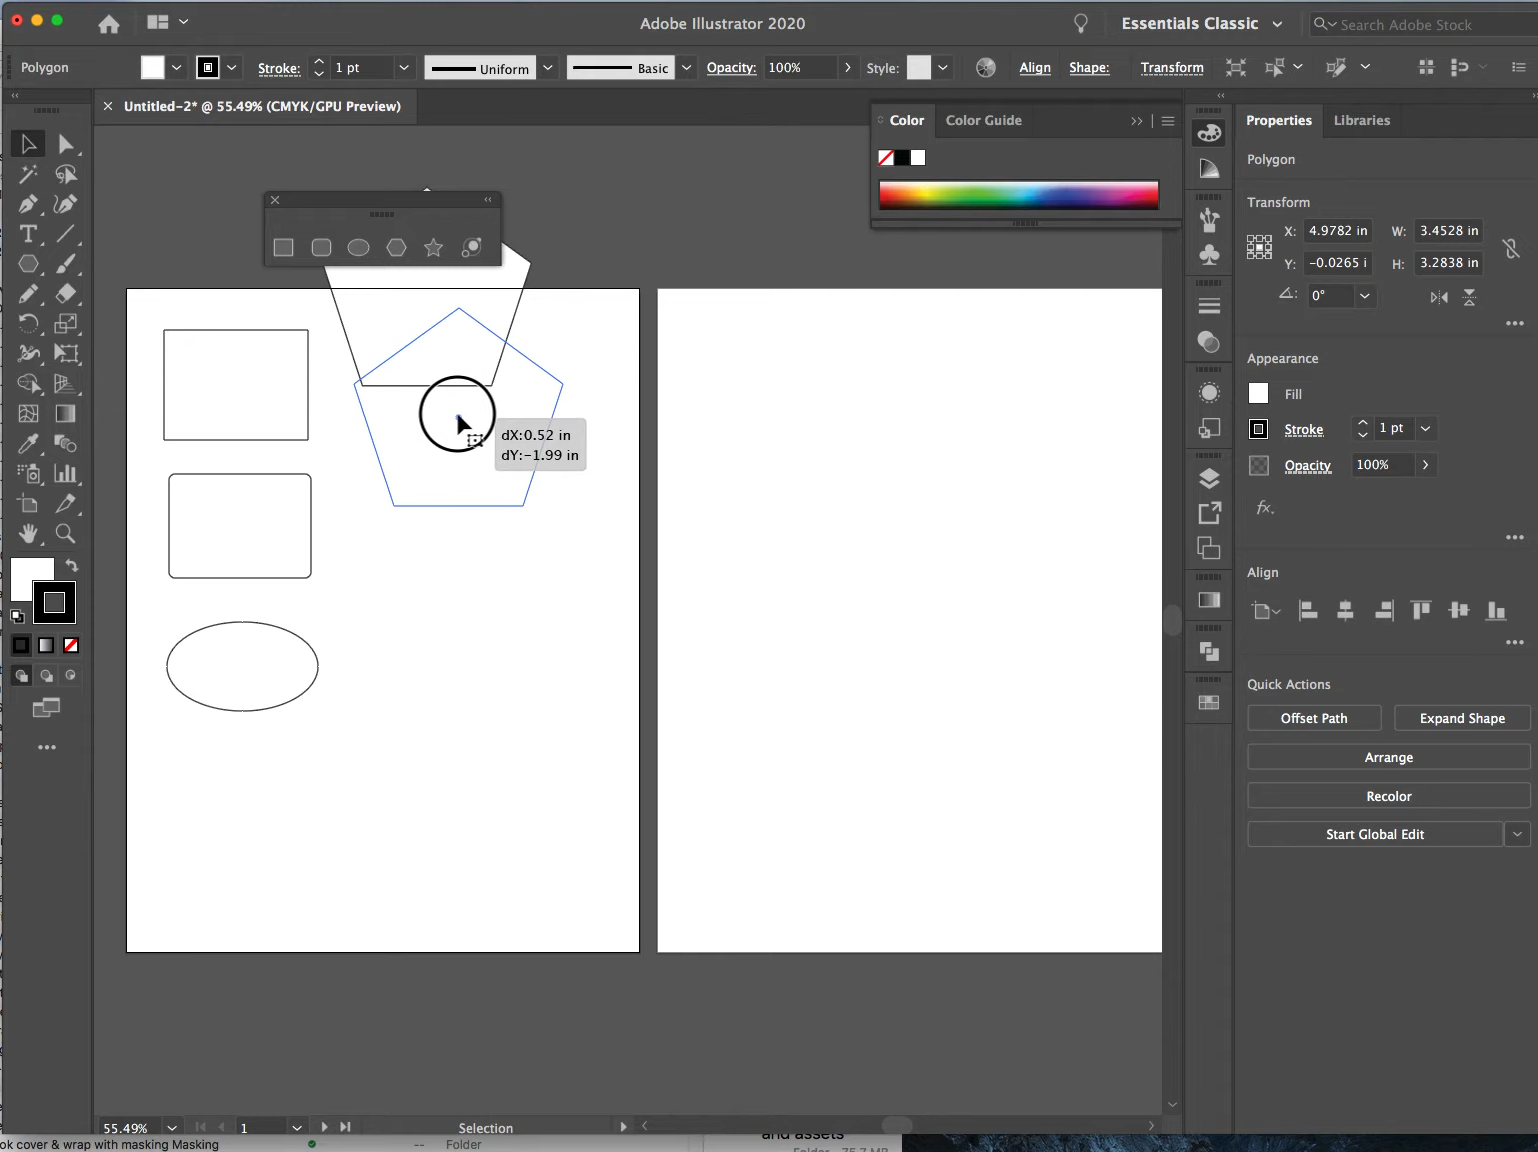 Adobe Illustrator 2020
Essentials Classic
Search Adobe Stock
Polygon
Stroke:
1 pt
Uniform
Basic
Opacity:
100%
Style:
Align
Shape:
Transform
Untitled-2* @ 55.49% (CMYK/GPU Preview)
Color
Color Guide
Properties
Libraries
Polygon
Transform
X:
4.9782 in
W:
3.4528 in
Y:
-0.0265 i
H:
3.2838 in
0°
Appearance
Fill
Stroke
1 pt
Opacity
100%
fx.
dX:0.52 in
dY:-1.99 in
Align
Quick Actions
Offset Path
Expand Shape
Arrange
Recolor
Start Global Edit
55.49%
1
Selection
ok cover & wrap with masking Masking
--
Folder
and assets